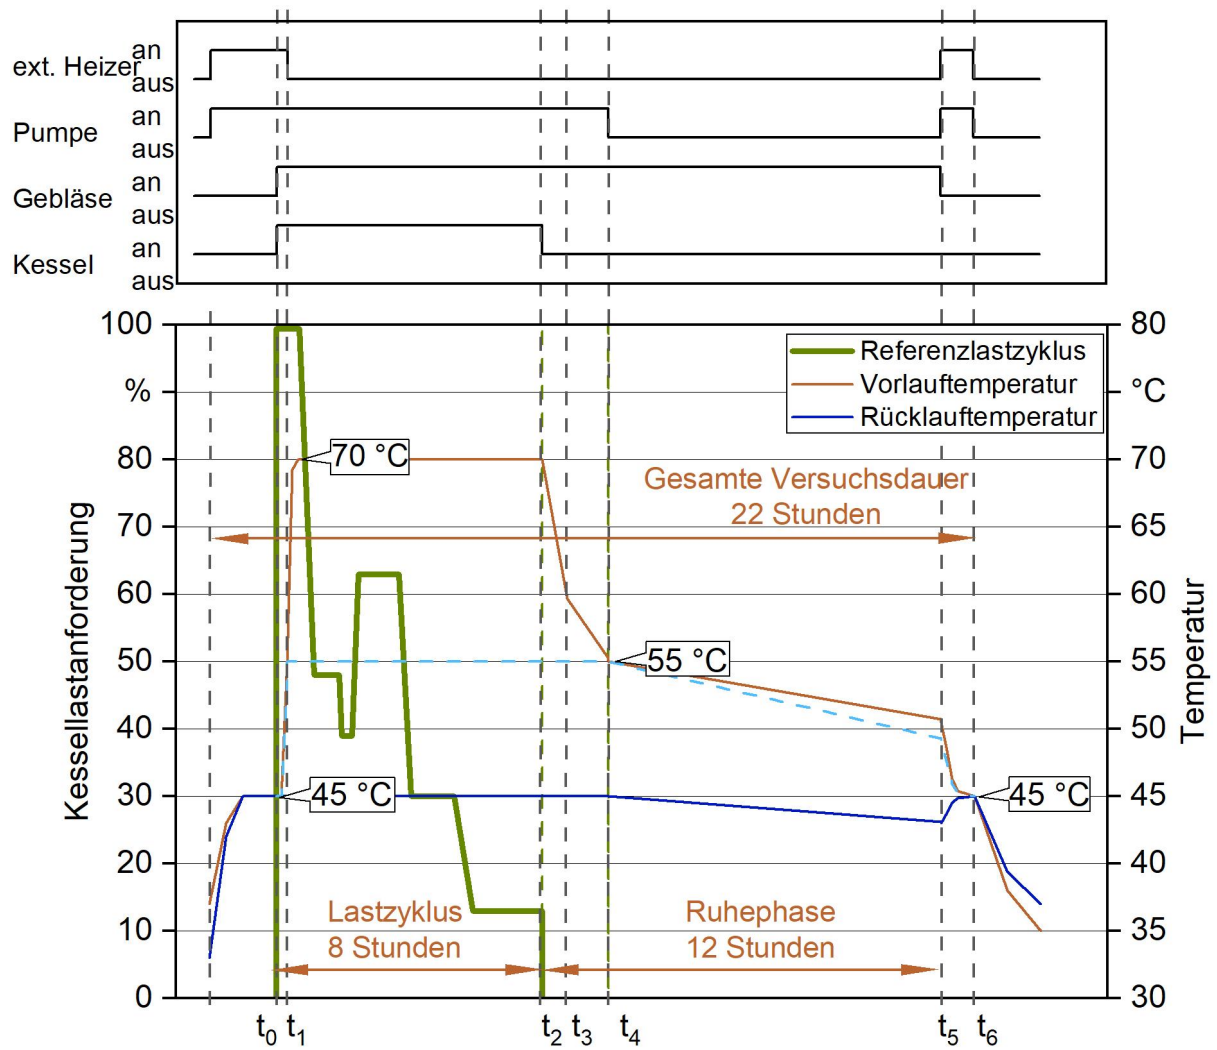 ext. Heizer an
aus
Pumpe an
aus
Gebläse an
aus
Kessel an
aus
100
%
80
70
60
50
40
30
20
10
0
Kessellastanforderung
80
°C
70
65
60
55
50
45
40
35
30
Temperatur
Referenzlastzyklus
Vorlauftemperatur
Rücklauftemperatur
70 °C
Gesamte Versuchsdauer
22 Stunden
55 °C
45 °C
45 °C
Lastzyklus
8 Stunden
Ruhephase
12 Stunden
t0 t1 t2 t3 t4 t5 t6